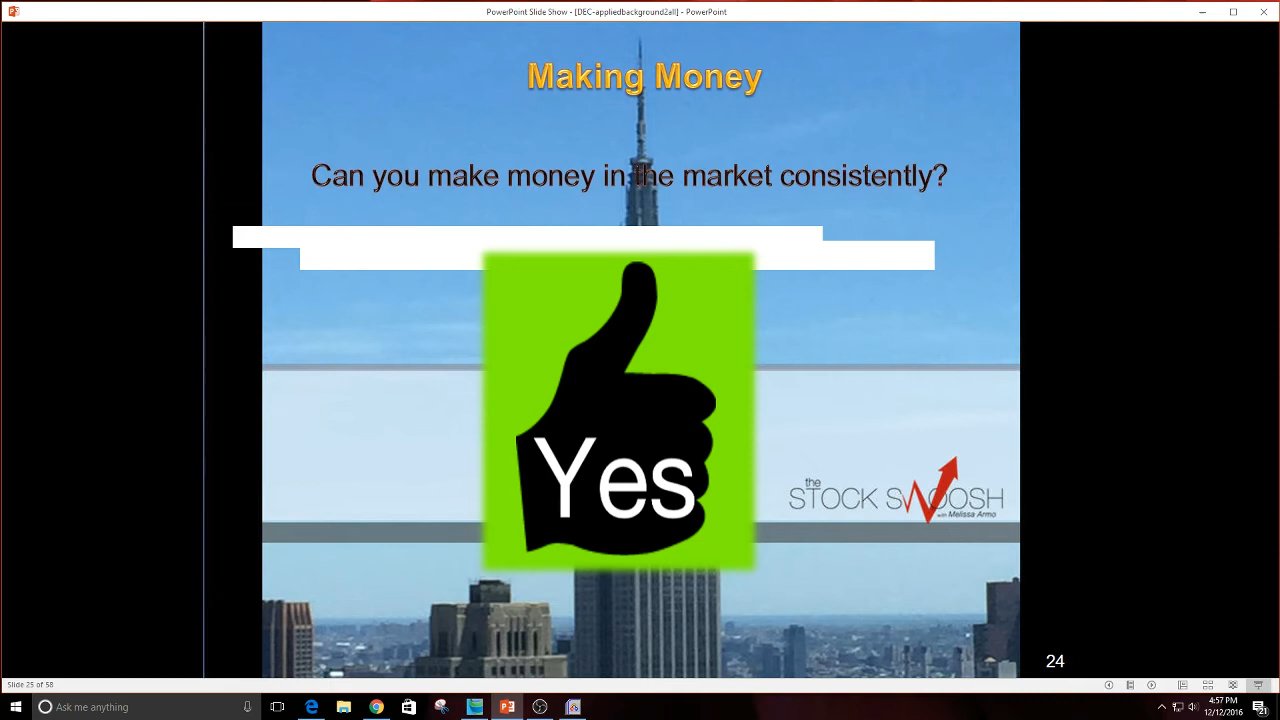 PowerPoint Slide Show - [DEC-appliedbackground2all] - PowerPoint
Making Money
Can you make money in the market consistently?
Yes
the
STOCK SWOOSH
with Melissa Armo
24
Slide 25 of 58
Ask me anything
4:57 PM
12/12/2016